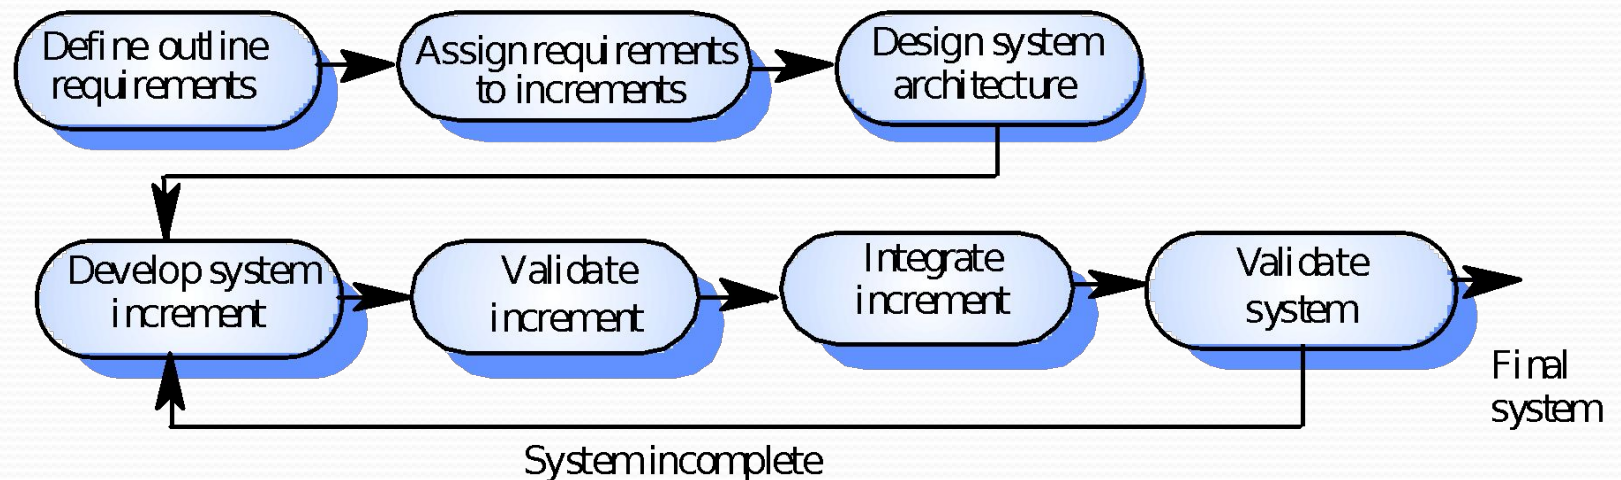 Define outline
requirements
Assign requirements
to increments
Design system
architecture
Develop system
increment
Validate
increment
Integrate
increment
Validate
system
Final
system
System incomplete